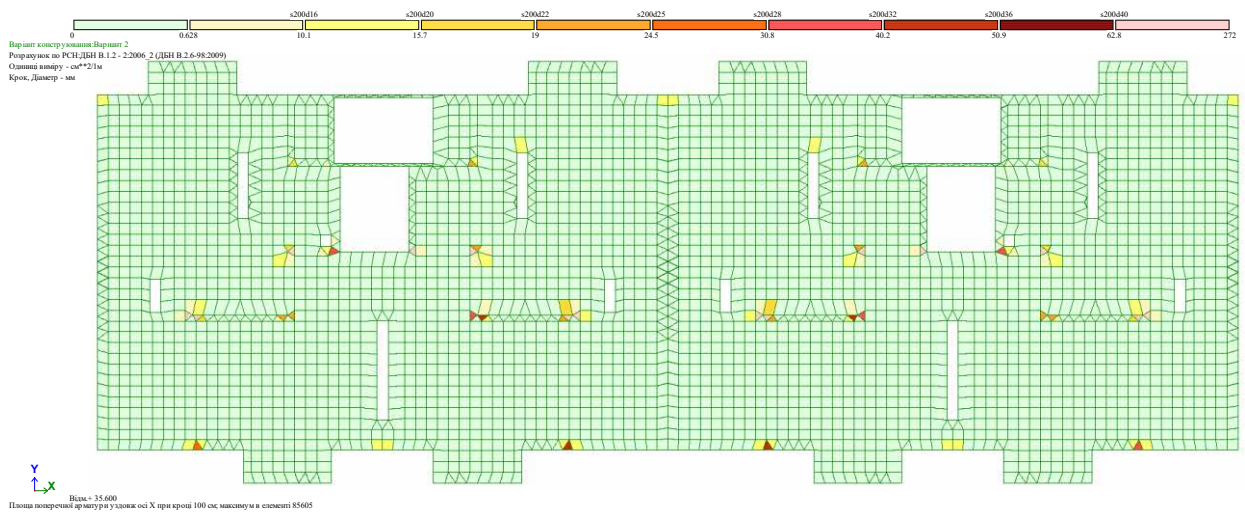 s200d16 s200d20 s200d22 s200d25 s200d28 s200d32 s200d36 s200d40
0 0.628 10.1 15.7 19 24.5 30.8 40.2 50.9 62.8 272
Варіант конструювання:Вариант 2
Розрахунок по РСН:ДБН В.1.2 - 2:2006_2 (ДБН В.2.6-98:2009)
Одиниці виміру - см**2/1м
Крок, Діаметр - мм
Y
X
Відм.+ 35.600
Площа поперечної арматури уздовж осі X при кроці 100 см; максимум в елементі 85605